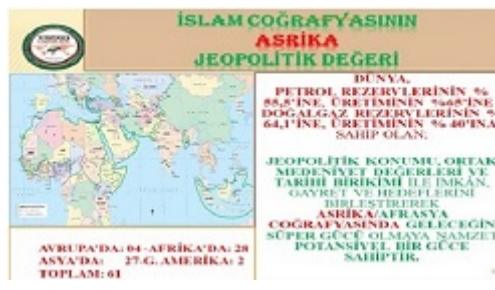 İSLAM COĞRAFYASININ
ASRİKA
JEOPOLİTİK DEĞERİ
DÜNYA,
PETROL REZERVLERİNİN %
55,5'İNE, ÜRETİMİNİN
DOĞALGAZ REZERVLERİNİN %
64,1'İNE, ÜRETİMİNİN % 40'INA
SAHİP OLAN;
JEOPOLİTİK KONUMU, ORTAK
MEDENİYET DEĞERLERİ VE
TARİHİ BİRİKİMİ İLE İMKÂN,
GAYRET VE HEDEFLERİNİ
BİRLEŞTİREREK
ASRİKA/AFRASYA
COĞRAFYASINDA GELECEĞİN
SÜPER GÜCÜ OLMAYA NAMZET
POTANSİYEL BİR GÜCE
SAHİPTİR.
AVRUPA'DA: 04 -AFRİKA'DA: 28
ASYA'DA: 27-G. AMERİKA: 2
TOPLAM: 61